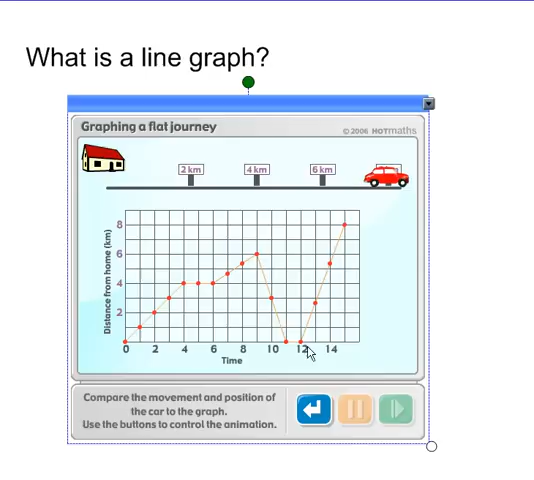 What is a line graph?
Graphing a flat journey
© 2006 HOTmaths
2 km 4 km 6 km
8
6
4
2
Distance from home (km)
0 2 4 6 8 10 12 14
Time
Compare the movement and position of
the car to the graph.
Use the buttons to control the animation.